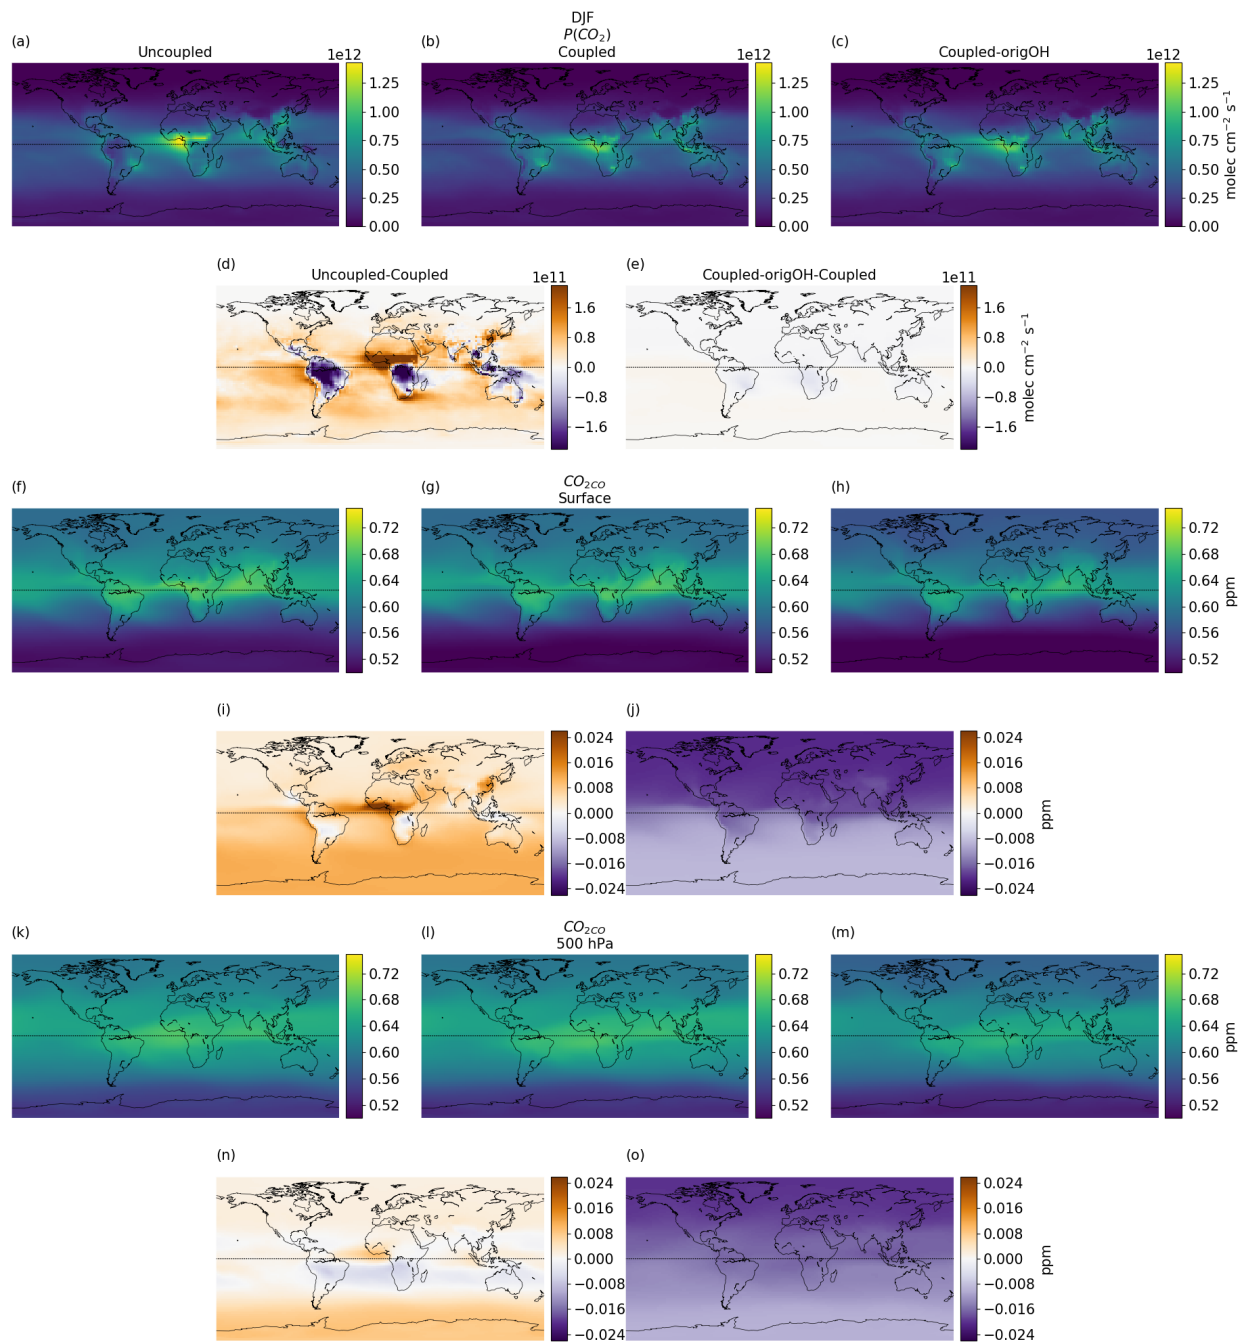 DJF
P(CO₂)
(a) (b) (c)
Uncoupled Coupled Coupled-origOH
1e12 1e12 1e12
1.25 1.25 1.25
1.00 1.00 1.00
0.75 0.75 0.75
0.50 0.50 0.50
0.25 0.25 0.25
0.00 0.00 0.00
molec cm⁻² s⁻¹
(d) (e)
Uncoupled-Coupled Coupled-origOH-Coupled
1e11 1e11
1.6 1.6
0.8 0.8
0.0 0.0
−0.8 −0.8
−1.6 −1.6
molec cm⁻² s⁻¹
(f) (g) (h)
CO₂CO
Surface
0.72 0.72 0.72
0.68 0.68 0.68
0.64 0.64 0.64
0.60 0.60 0.60
0.56 0.56 0.56
0.52 0.52 0.52
ppm
(i) (j)
0.024 0.024
0.016 0.016
0.008 0.008
0.000 0.000
−0.008 −0.008
−0.016 −0.016
−0.024 −0.024
ppm
(k) (l) (m)
CO₂CO
500 hPa
0.72 0.72 0.72
0.68 0.68 0.68
0.64 0.64 0.64
0.60 0.60 0.60
0.56 0.56 0.56
0.52 0.52 0.52
ppm
(n) (o)
0.024 0.024
0.016 0.016
0.008 0.008
0.000 0.000
−0.008 −0.008
−0.016 −0.016
−0.024 −0.024
ppm